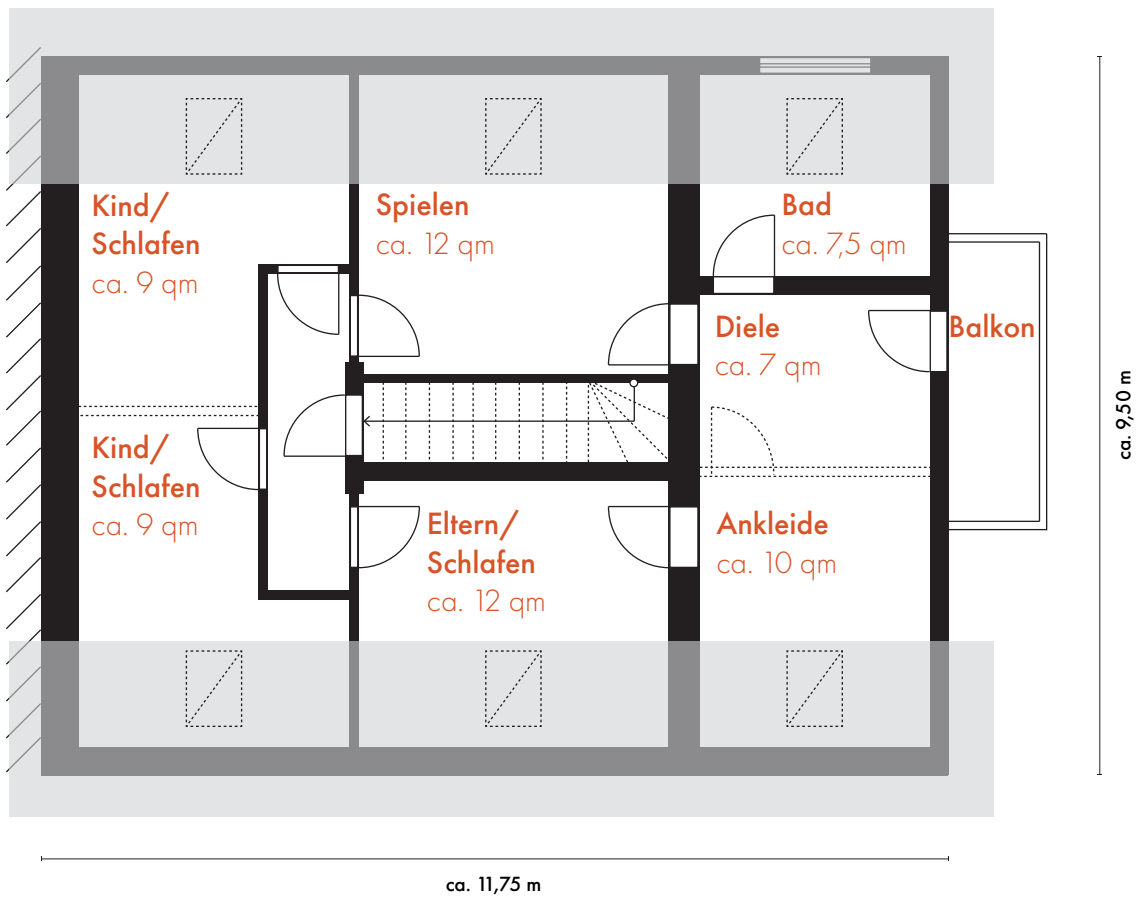 Kind/
Schlafen
ca. 9 qm
Spielen
ca. 12 qm
Bad
ca. 7,5 qm
Diele
ca. 7 qm
Balkon
Kind/
Schlafen
ca. 9 qm
Eltern/
Schlafen
ca. 12 qm
Ankleide
ca. 10 qm
ca. 9,50 m
ca. 11,75 m